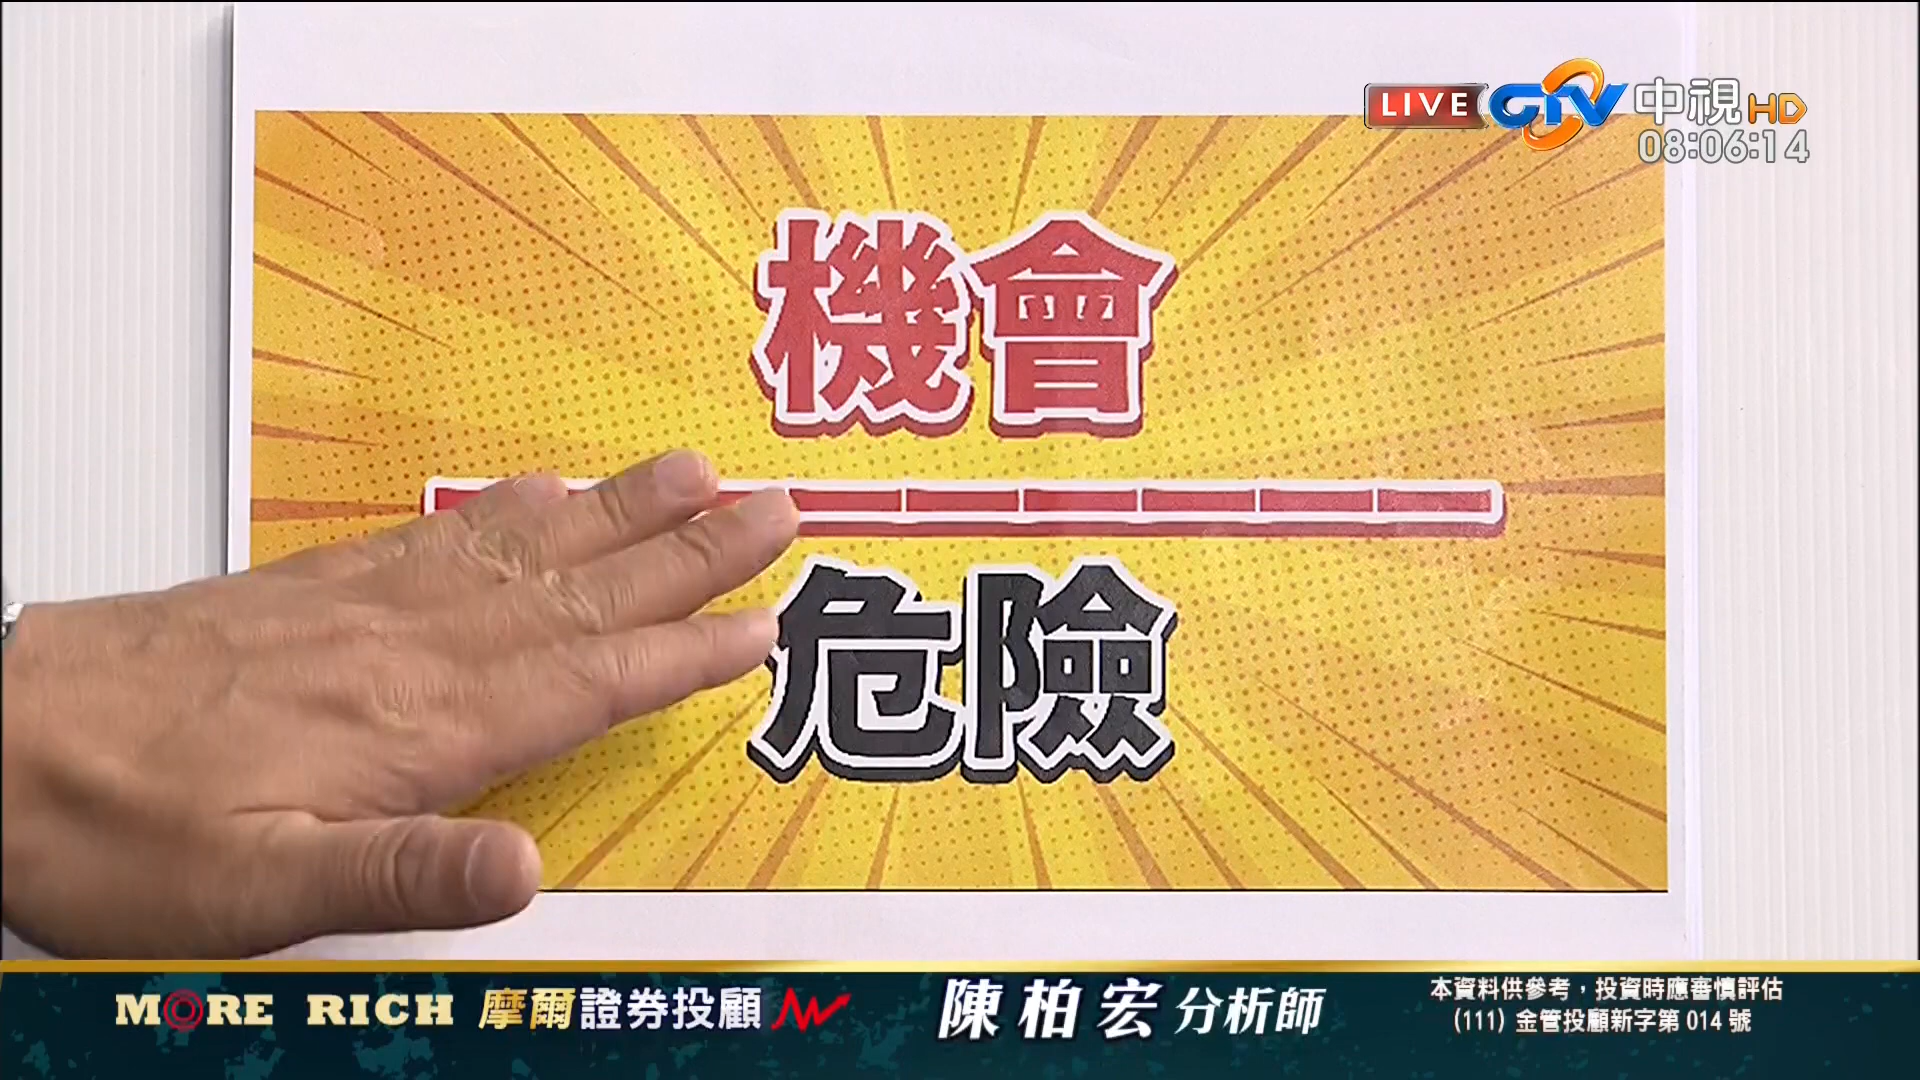 LIVE CTV 中視HD
08:06:14
機會
危險
MORE RICH 摩爾證券投顧
陳柏宏分析師
本資料供參考，投資時應審慎評估
(111) 金管投顧新字第 014 號